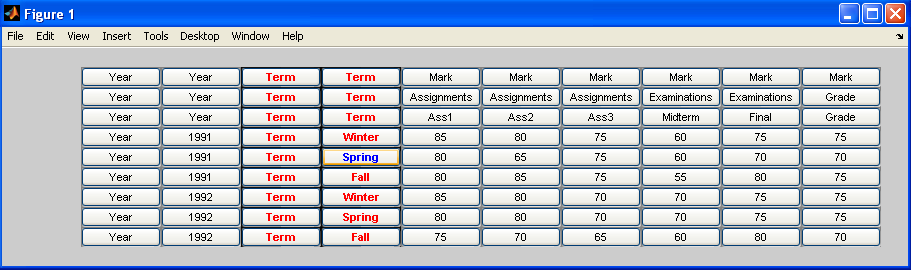 Figure 1
File Edit View Insert Tools Desktop Window Help
Year Year Term Term Mark Mark Mark Mark Mark Mark
Year Year Term Term Assignments Assignments Assignments Examinations Examinations Grade
Year Year Term Term Ass1 Ass2 Ass3 Midterm Final Grade
Year 1991 Term Winter 85 80 75 60 75 75
Year 1991 Term Spring 80 65 75 60 70 70
Year 1991 Term Fall 80 85 75 55 80 75
Year 1992 Term Winter 85 80 70 70 75 75
Year 1992 Term Spring 80 80 70 70 75 75
Year 1992 Term Fall 75 70 65 60 80 70